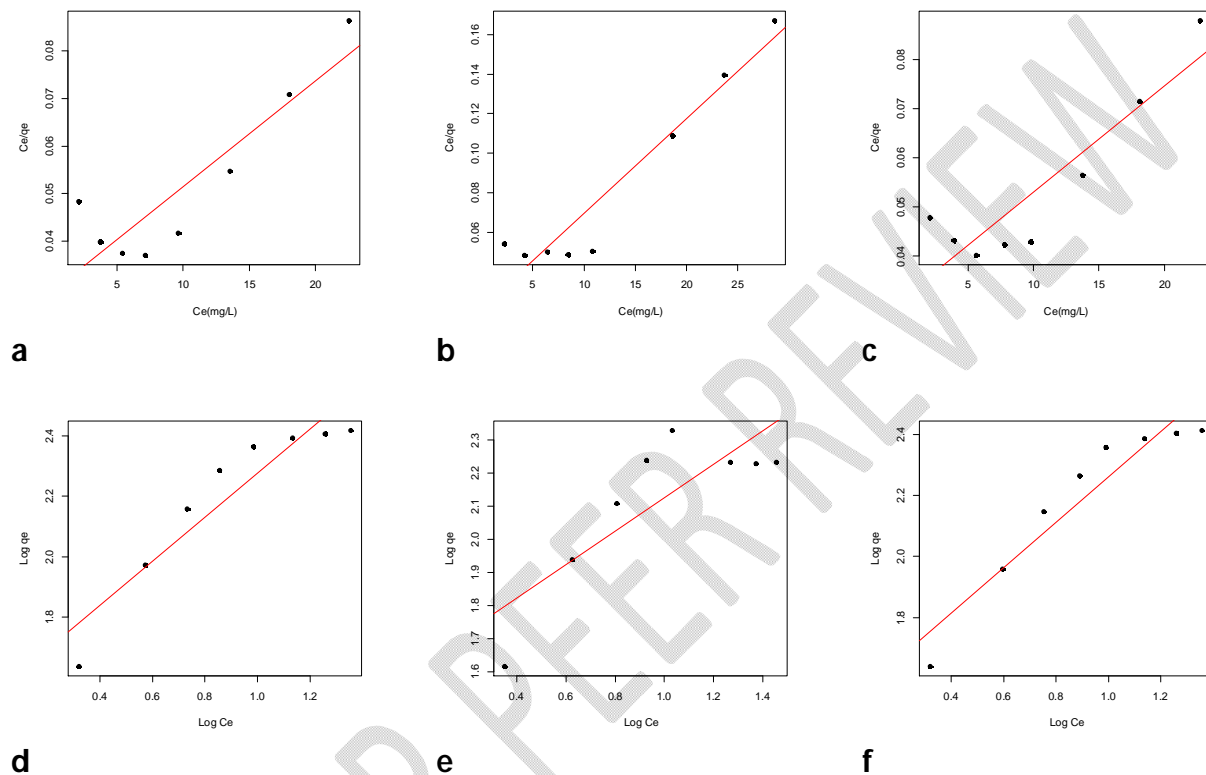 0.04 0.05 0.06 0.07 0.08
Ce/qe
5 10 15 20
Ce(mg/L)
a
0.06 0.08 0.10 0.12 0.14 0.16
Ce/qe
5 10 15 20 25
Ce(mg/L)
b
0.04 0.05 0.06 0.07 0.08
Ce/qe
5 10 15 20
Ce(mg/L)
c
1.8 2.0 2.2 2.4
Log qe
0.4 0.6 0.8 1.0 1.2
Log Ce
d
1.6 1.7 1.8 1.9 2.0 2.1 2.2 2.3
Log qe
0.4 0.6 0.8 1.0 1.2 1.4
Log Ce
e
1.8 2.0 2.2 2.4
Log qe
0.4 0.6 0.8 1.0 1.2
Log Ce
f
R PEER REVIEW